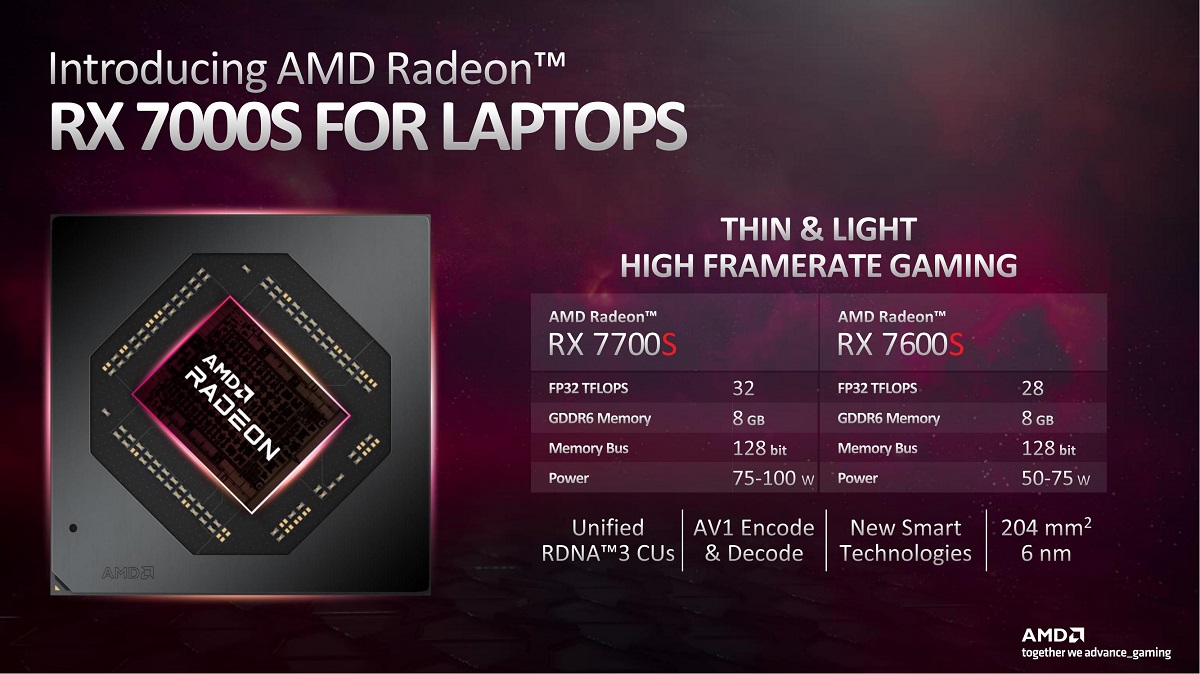 Introducing AMD Radeon™
RX 7000S FOR LAPTOPS
AMD
RADEON
AMD
THIN & LIGHT
HIGH FRAMERATE GAMING
AMD Radeon™
RX 7700S
AMD Radeon™
RX 7600S
FP32 TFLOPS 32 FP32 TFLOPS 28
GDDR6 Memory 8 GB GDDR6 Memory 8 GB
Memory Bus 128 bit Memory Bus 128 bit
Power 75-100 W Power 50-75 W
Unified
RDNA™3 CUs
AV1 Encode
& Decode
New Smart
Technologies
204 mm²
6 nm
AMD
together we advance_gaming